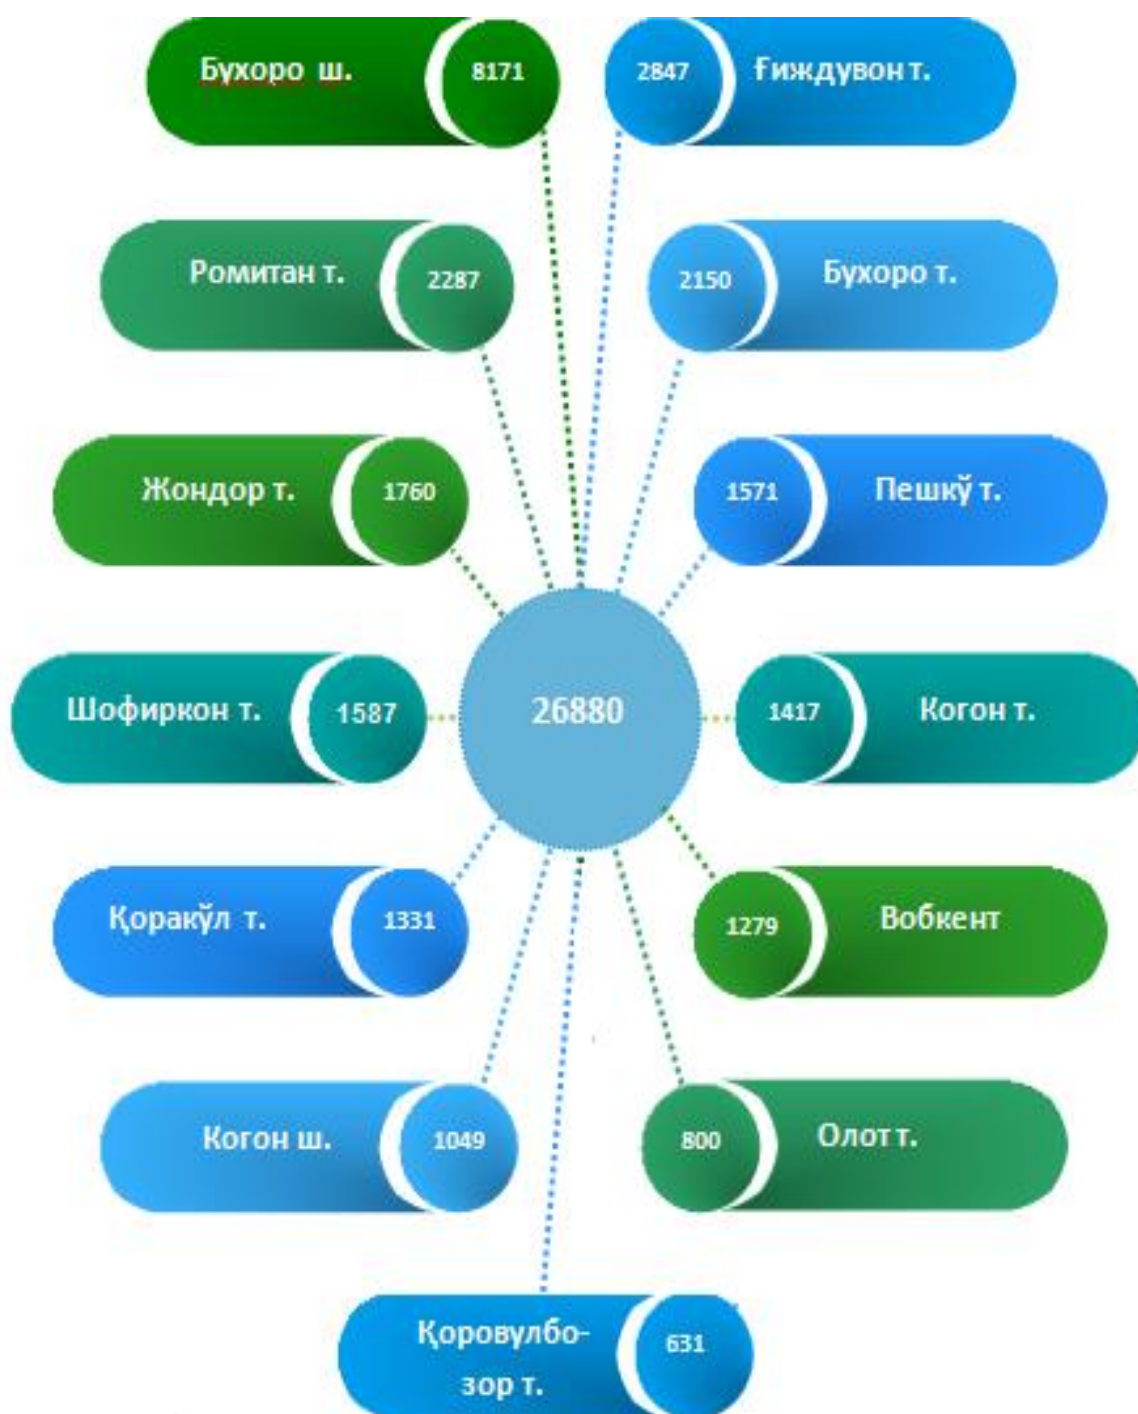 Бухоро ш.
8171
2847
Ғиждувон т.
Ромитан т.
2287
2150
Бухоро т.
Жондор т.
1760
1571
Пешкў т.
Шофиркон т.
1587
26880
1417
Когон т.
Қоракўл т.
1331
1279
Вобкент
Когон ш.
1049
800
Олот т.
Қоровулбо-
зор т.
631